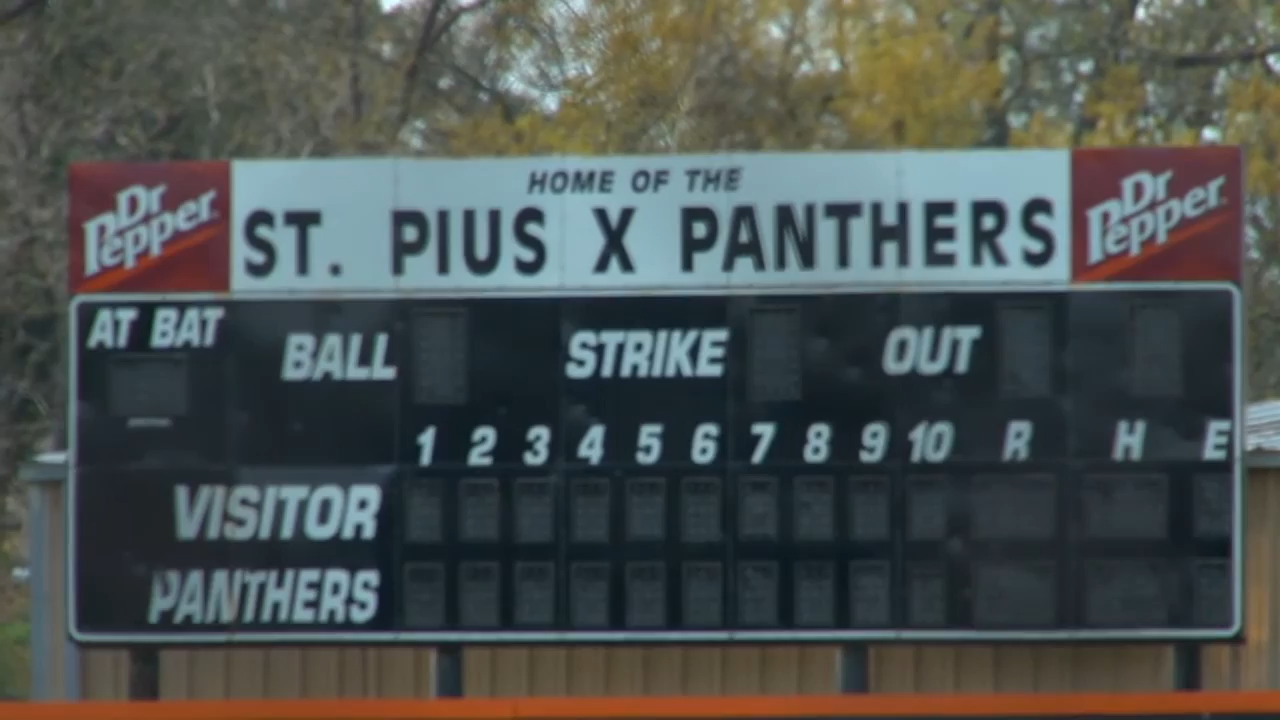 Dr Pepper
HOME OF THE
ST. PIUS X PANTHERS
Dr Pepper
AT BAT
BALL STRIKE OUT
1 2 3 4 5 6 7 8 9 10 R H E
VISITOR
PANTHERS